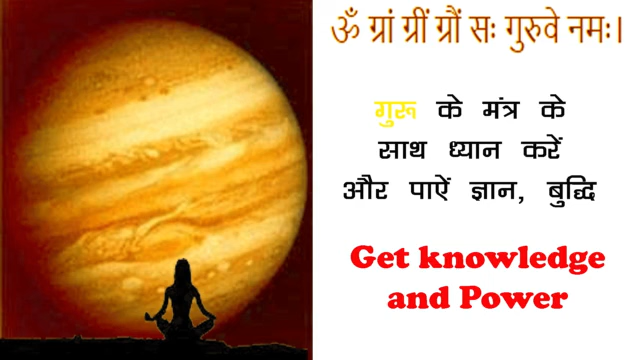 ॐ ग्रां ग्रीं ग्रौं सः गुरुवे नमः।
गुरू के मंत्र के
साथ ध्यान करें
और पाऐं ज्ञान, बुद्धि
Get knowledge
and Power